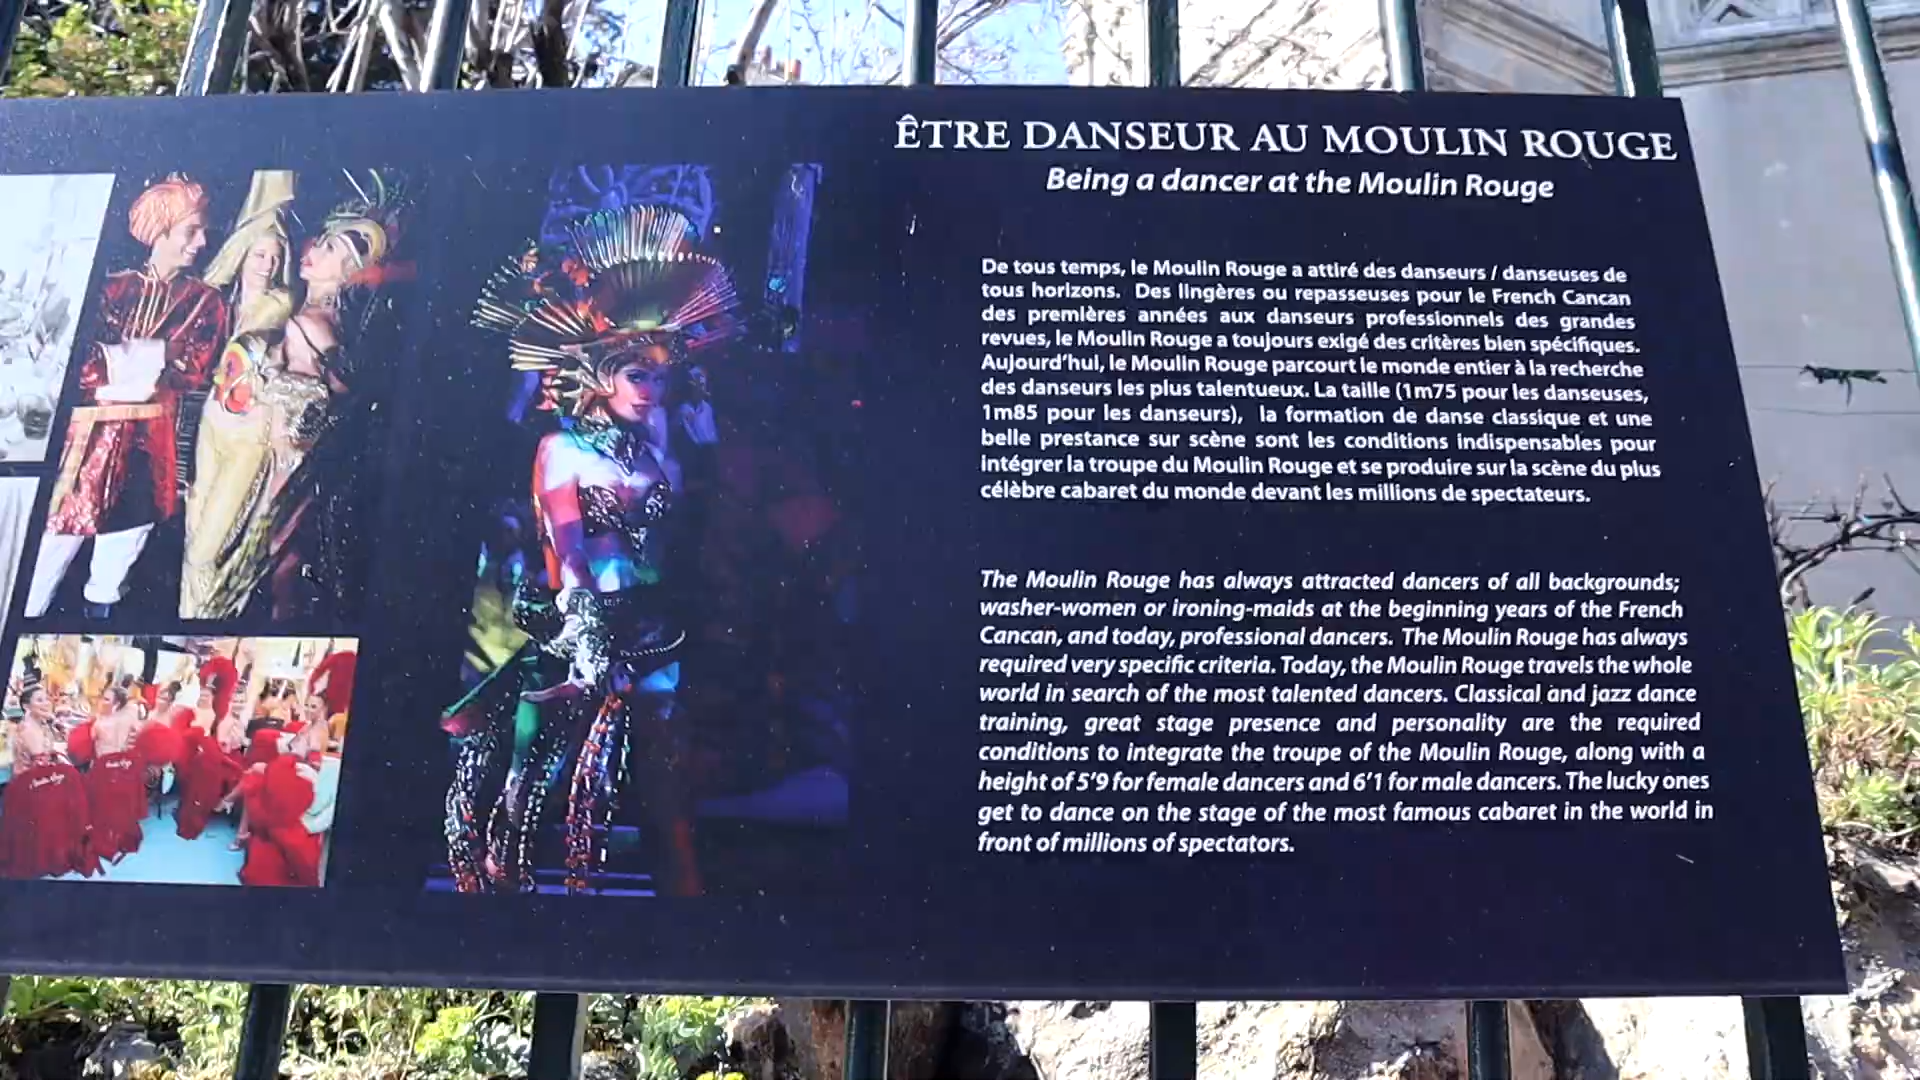 ÊTRE DANSEUR AU MOULIN ROUGE
Being a dancer at the Moulin Rouge
De tous temps, le Moulin Rouge a attiré des danseurs / danseuses de
tous horizons. Des lingères ou repasseuses pour le French Cancan
des premières années aux danseurs professionnels des grandes
revues, le Moulin Rouge a toujours exigé des critères bien spécifiques.
Aujourd'hui, le Moulin Rouge parcourt le monde entier à la recherche
des danseurs les plus talentueux. La taille (1m75 pour les danseuses,
1m85 pour les danseurs), la formation de danse classique et une
belle prestance sur scène sont les conditions indispensables pour
intégrer la troupe du Moulin Rouge et se produire sur la scène du plus
célèbre cabaret du monde devant les millions de spectateurs.
The Moulin Rouge has always attracted dancers of all backgrounds;
washer-women or ironing-maids at the beginning years of the French
Cancan, and today, professional dancers. The Moulin Rouge has always
required very specific criteria. Today, the Moulin Rouge travels the whole
world in search of the most talented dancers. Classical and jazz dance
training, great stage presence and personality are the required
conditions to integrate the troupe of the Moulin Rouge, along with a
height of 5'9 for female dancers and 6'1 for male dancers. The lucky ones
get to dance on the stage of the most famous cabaret in the world in
front of millions of spectators.